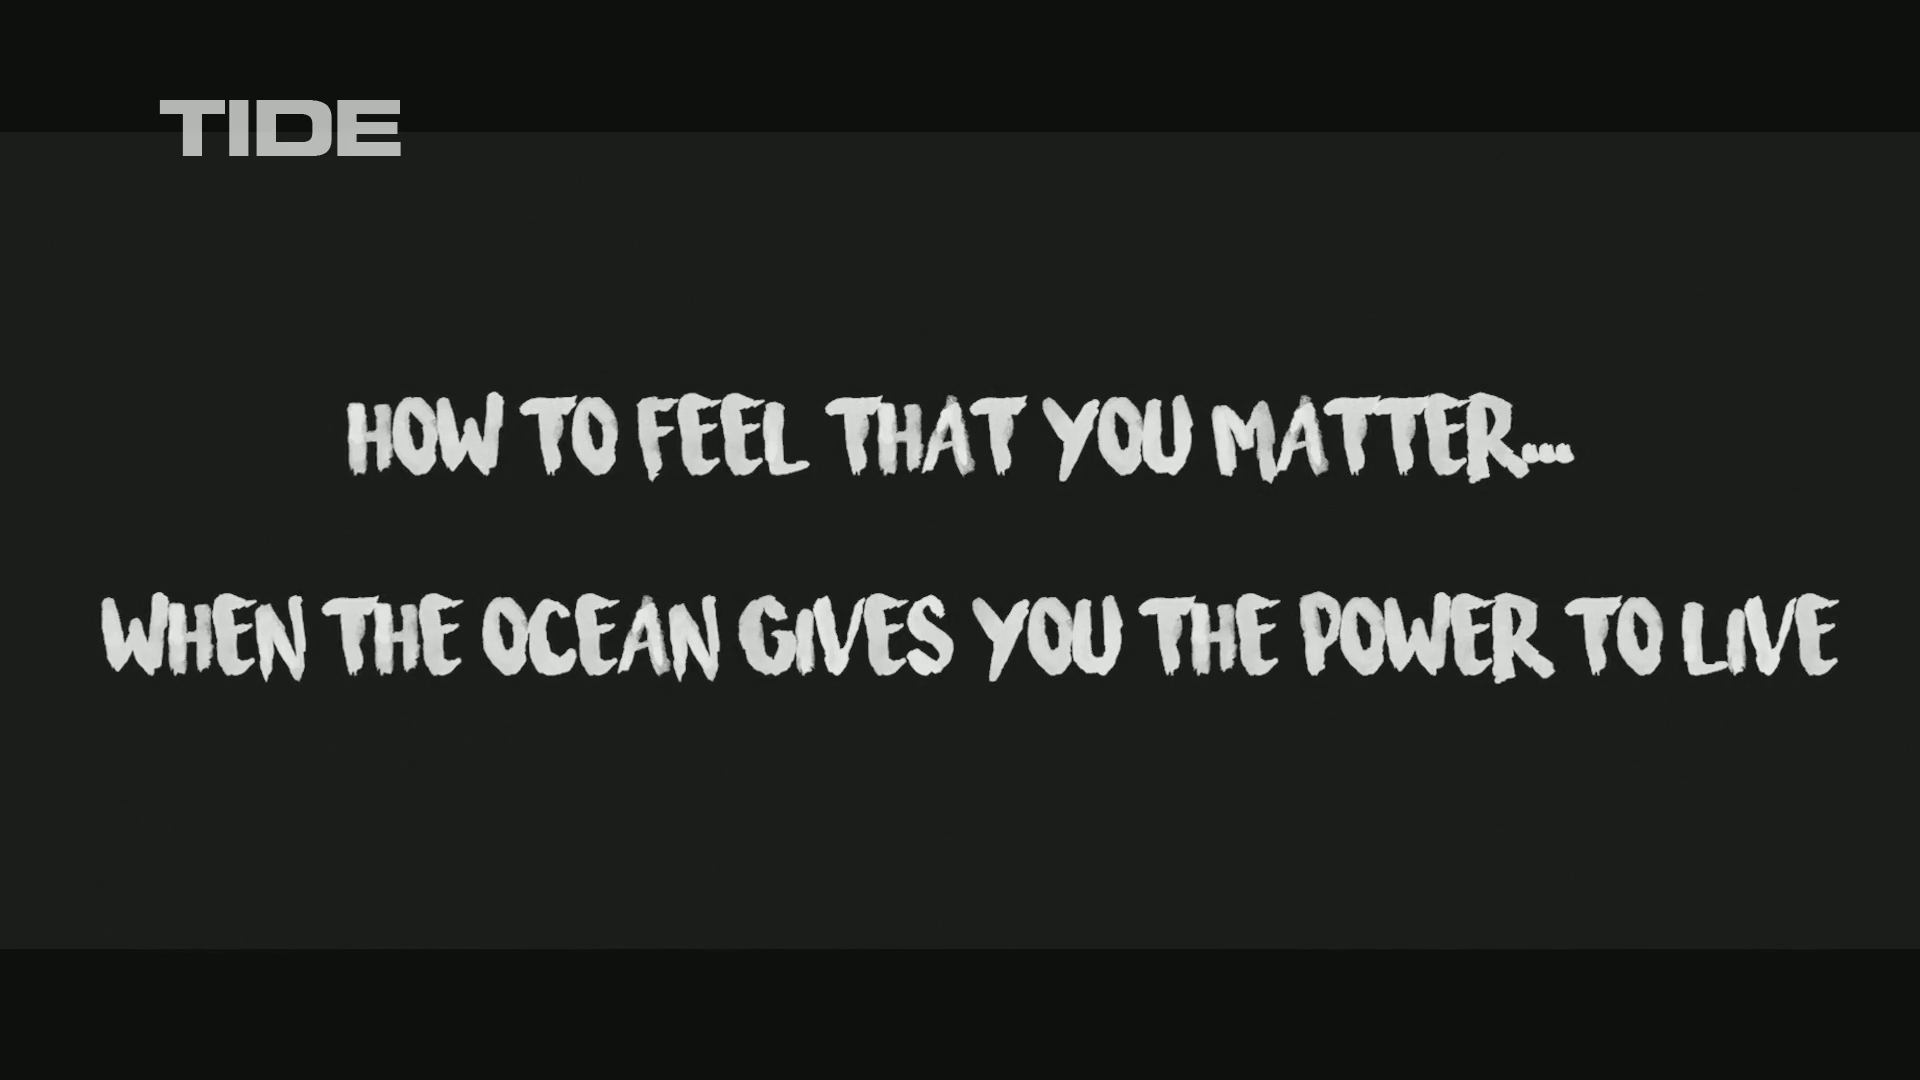 TIDE
HOW TO FEEL THAT YOU MATTER...
WHEN THE OCEAN GIVES YOU THE POWER TO LIVE